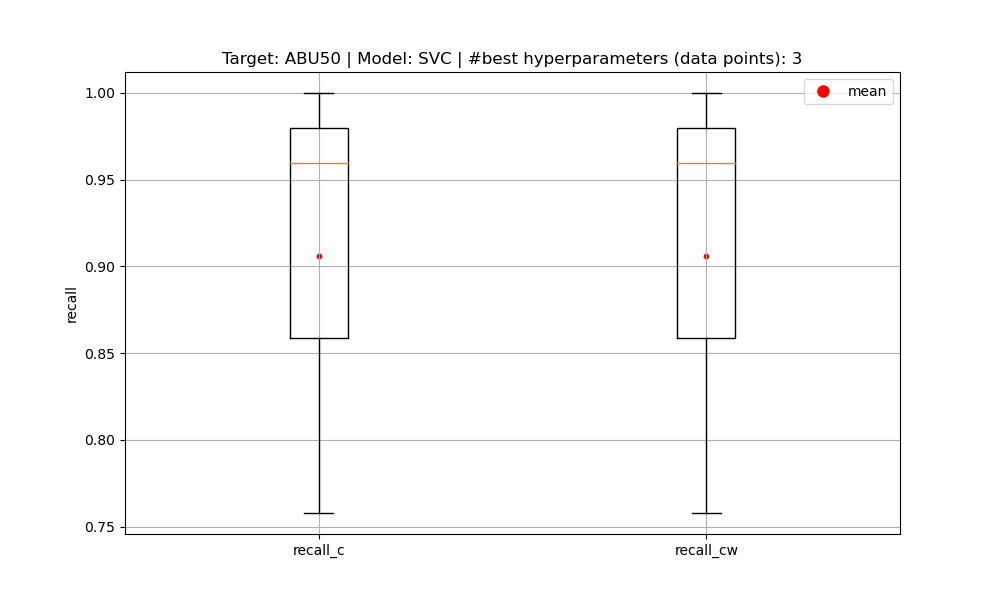 Target: ABU50 | Model: SVC | #best hyperparameters (data points): 3
mean
1.00
0.95
0.90
0.85
0.80
0.75
recall
recall_c
recall_cw